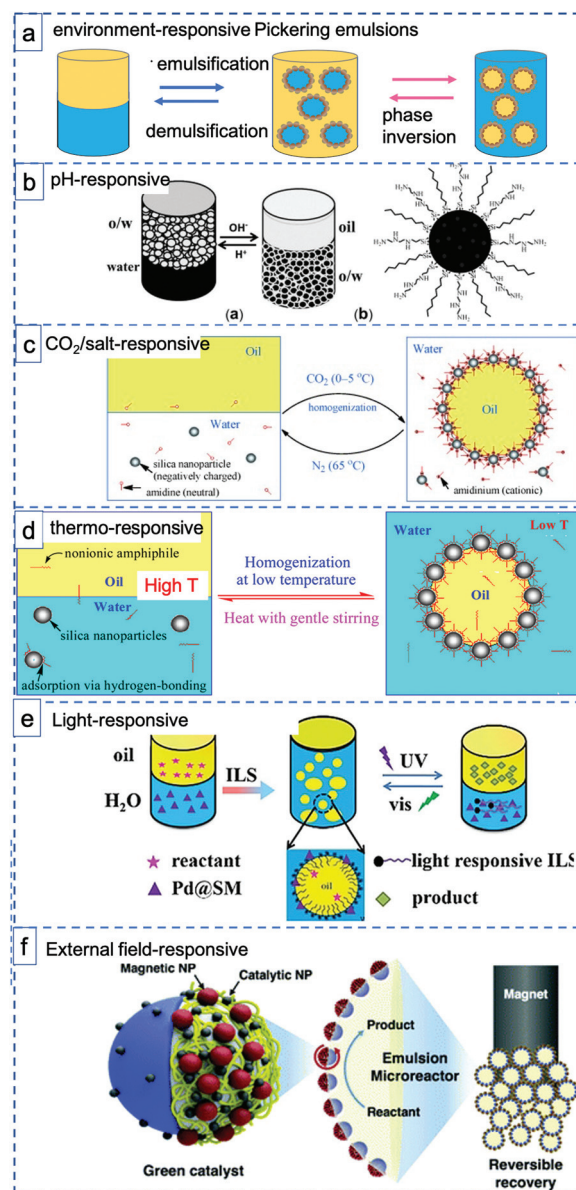 a environment-responsive Pickering emulsions
emulsification
demulsification
phase
inversion
b pH-responsive
o/w
water
OH⁻
H⁺
oil
o/w
(a)
(b)
c CO₂/salt-responsive
Oil
Water
silica nanoparticle
(negatively charged)
amidine (neutral)
CO₂ (0–5 °C)
homogenization
N₂ (65 °C)
Water
Oil
amidinium (cationic)
d thermo-responsive
nonionic amphiphile
Oil
High T
Water
silica nanoparticles
adsorption via hydrogen-bonding
Homogenization
at low temperature
Heat with gentle stirring
Water
Low T
Oil
e Light-responsive
oil
H₂O
ILS
UV
vis
oil
reactant
Pd@SM
light responsive ILS
product
f External field-responsive
Magnetic NP
Catalytic NP
Green catalyst
Product
Emulsion
Microreactor
Reactant
Magnet
Reversible
recovery